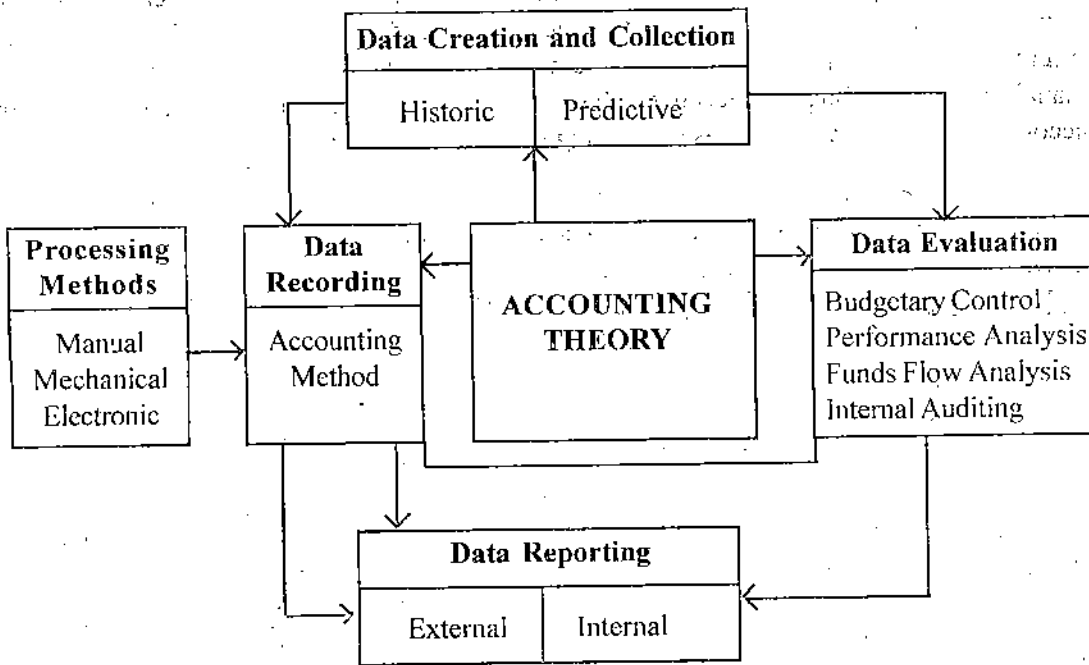 Data Creation and Collection
Historic
Predictive
Processing
Methods
Manual
Mechanical
Electronic
Data
Recording
Accounting
Method
ACCOUNTING
THEORY
Data Evaluation
Budgetary Control
Performance Analysis
Funds Flow Analysis
Internal Auditing
Data Reporting
External
Internal